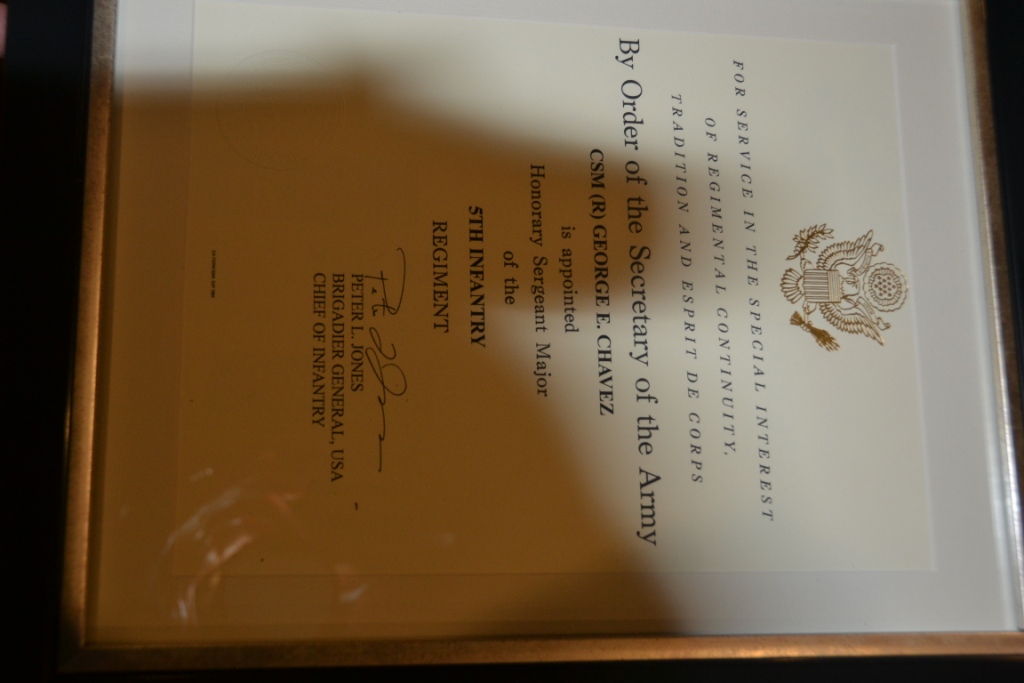 FOR SERVICE IN THE SPECIAL INTEREST
OF REGIMENTAL CONTINUITY.
TRADITION AND ESPRIT DE CORPS
By Order of the Secretary of the Army
CSM (R) GEORGE E. CHAVEZ
is appointed
Honorary Sergeant Major
of the
5TH INFANTRY
REGIMENT
PETER L. JONES
BRIGADIER GENERAL, USA
CHIEF OF INFANTRY